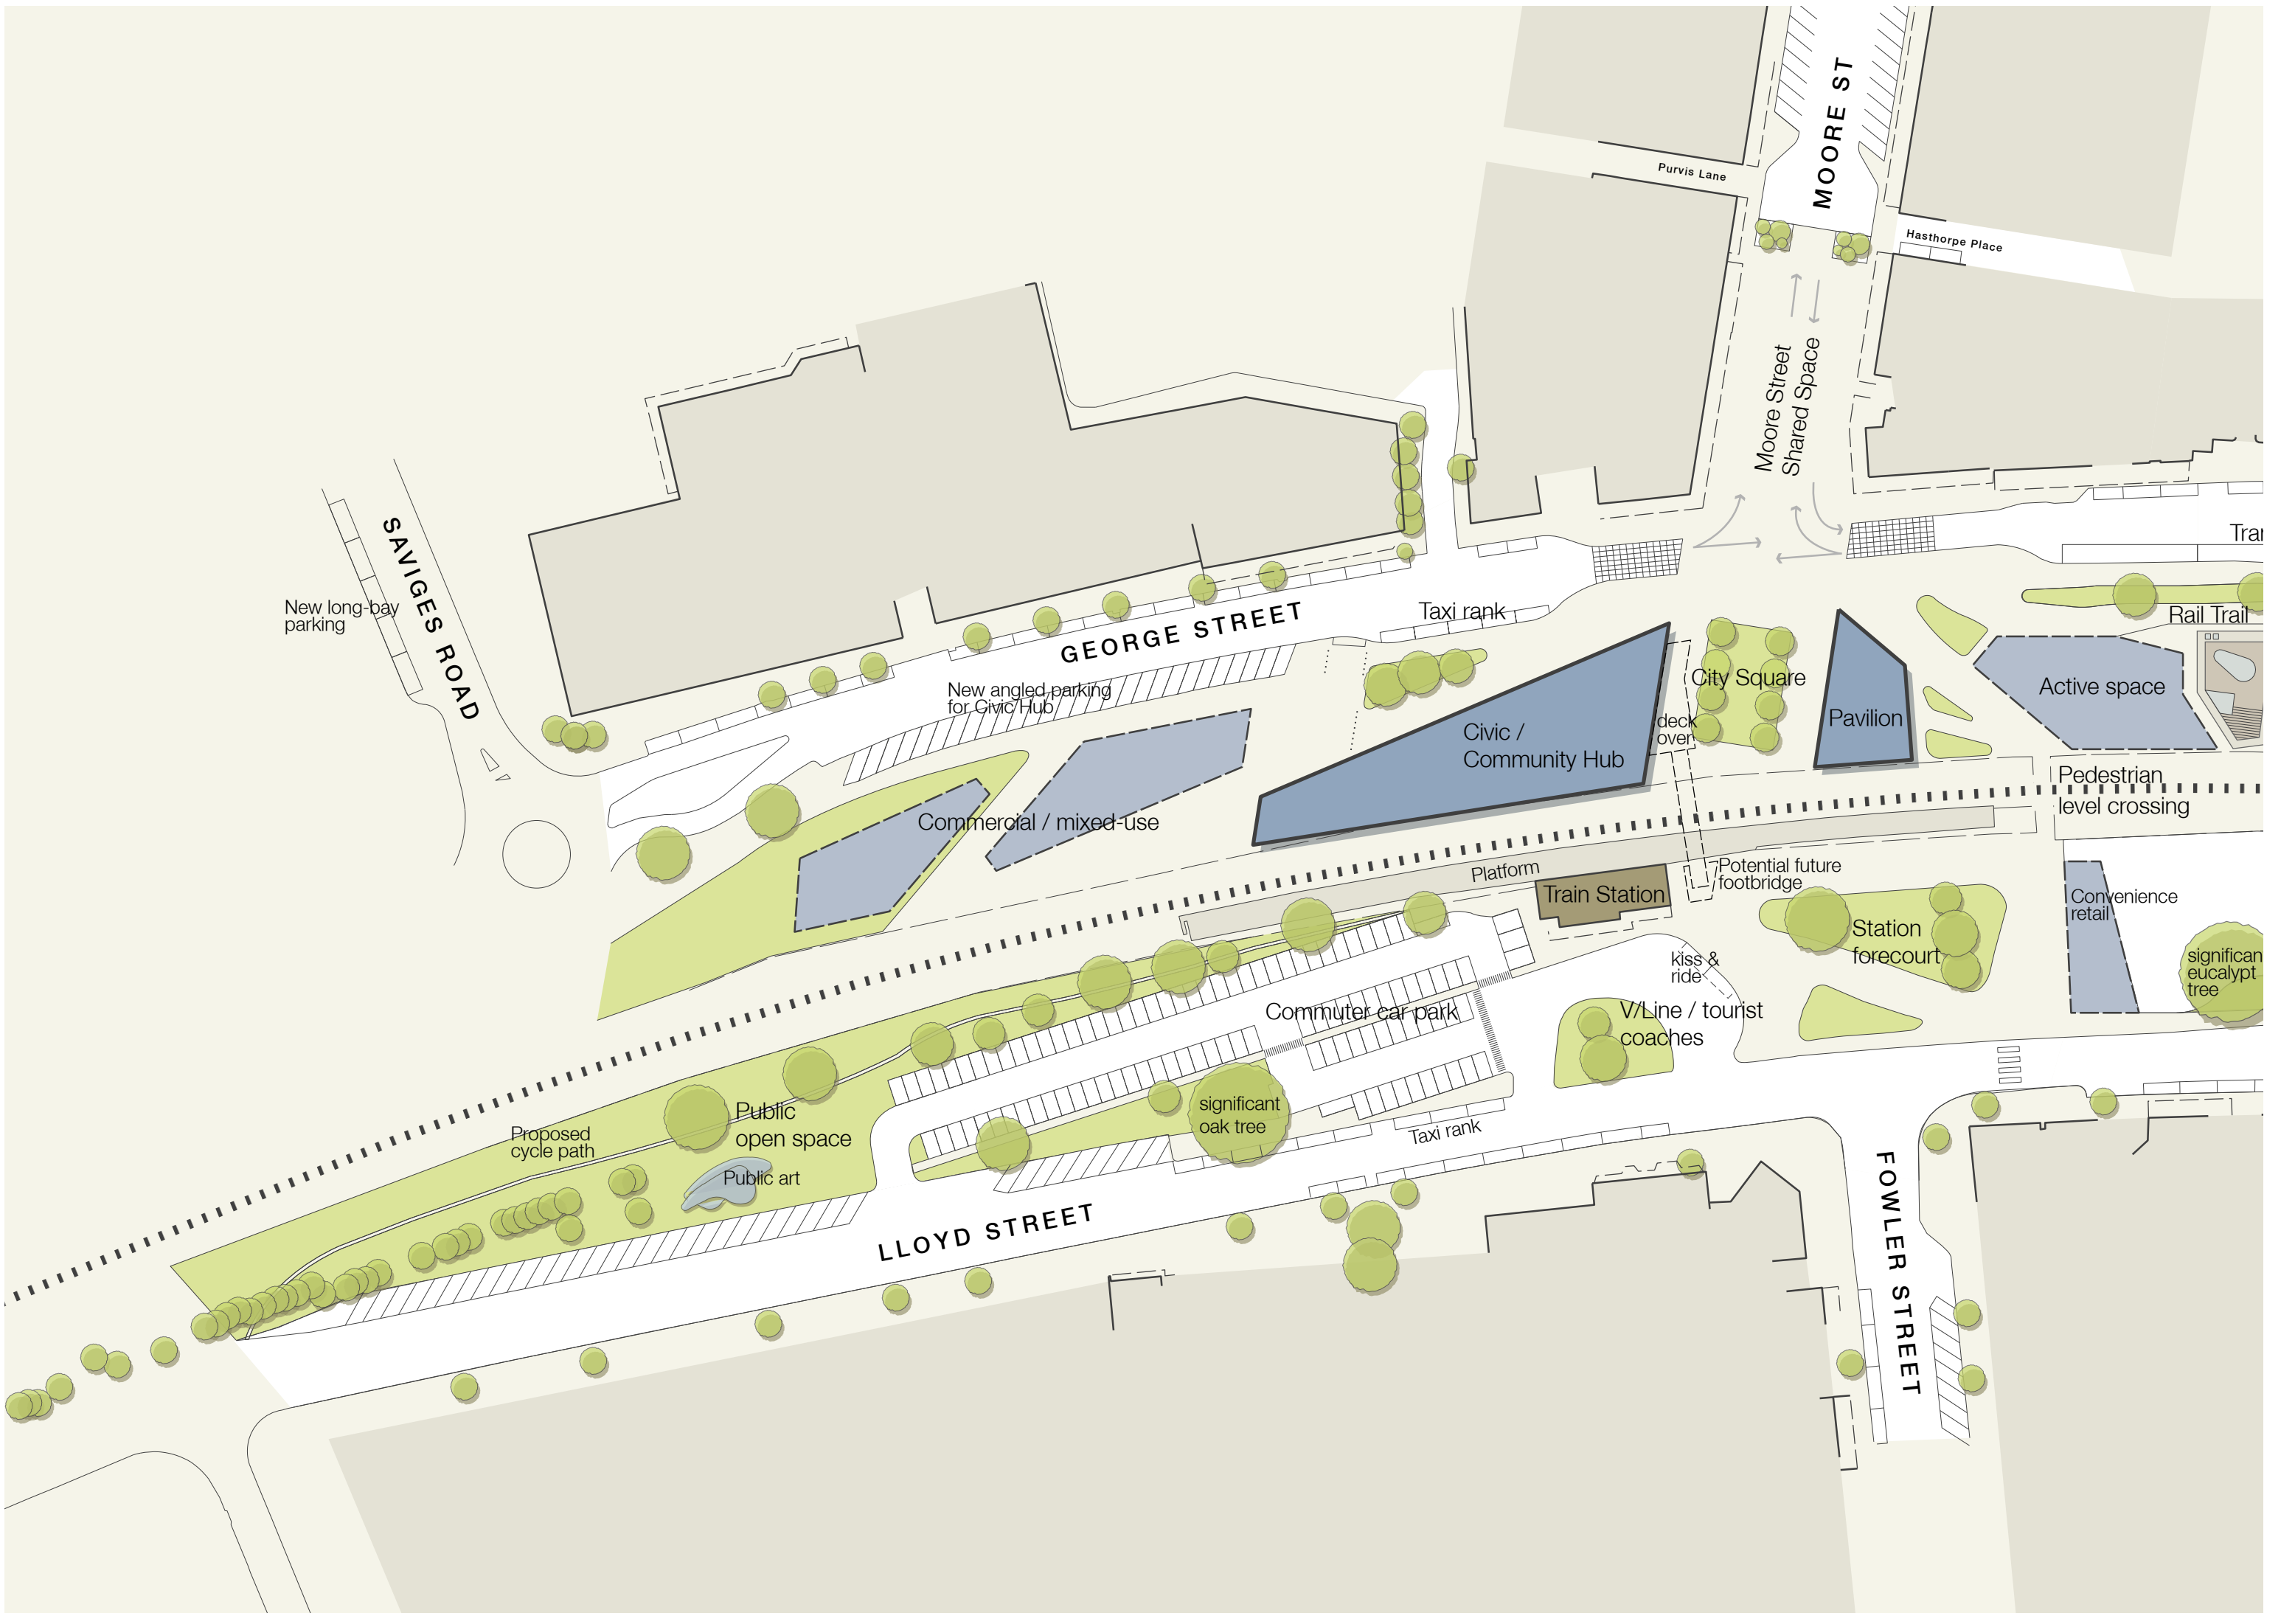 MOORE ST
Purvis Lane
Hasthorpe Place
Moore Street
Shared Space
SAVIGES ROAD
New long-bay
parking
GEORGE STREET
Taxi rank
Tra
Rail Trail
New angled parking
for Civic Hub
City Square
Active space
Civic /
Community Hub
deck
over
Pavilion
Pedestrian
level crossing
Commercial / mixed-use
Platform
Train Station
Potential future
footbridge
Convenience
retail
Station
forecourt
kiss &
ride
significan
eucalypt
tree
Commuter car park
V/Line / tourist
coaches
Public
open space
significant
oak tree
Proposed
cycle path
Taxi rank
Public art
LLOYD STREET
FOWLER STREET